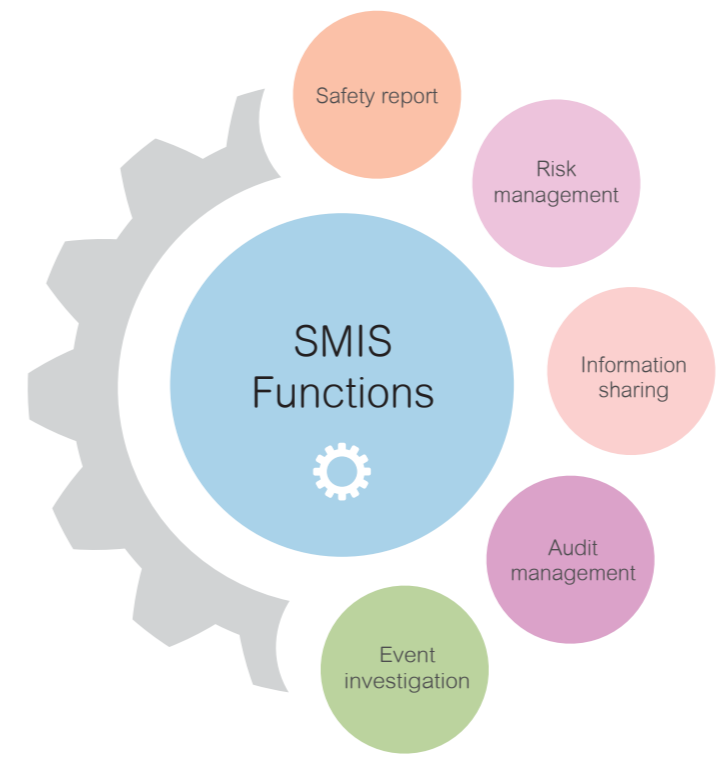 Safety report
Risk
management
SMIS
Functions
Information
sharing
Audit
management
Event
investigation